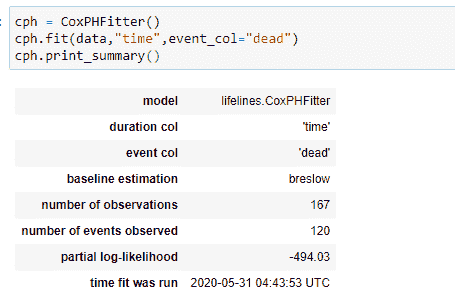 cph = CoxPHFitter()
cph.fit(data,"time",event_col="dead")
cph.print_summary()
model lifelines.CoxPHFitter
duration col 'time'
event col 'dead'
baseline estimation breslow
number of observations 167
number of events observed 120
partial log-likelihood -494.03
time fit was run 2020-05-31 04:43:53 UTC